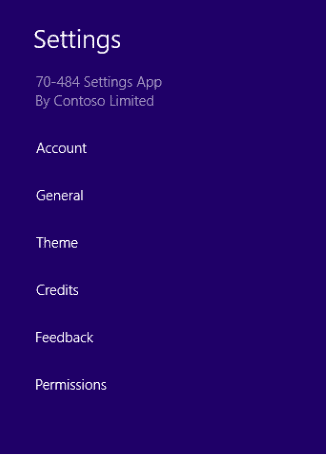 Settings
70-484 Settings App
By Contoso Limited
Account
General
Theme
Credits
Feedback
Permissions